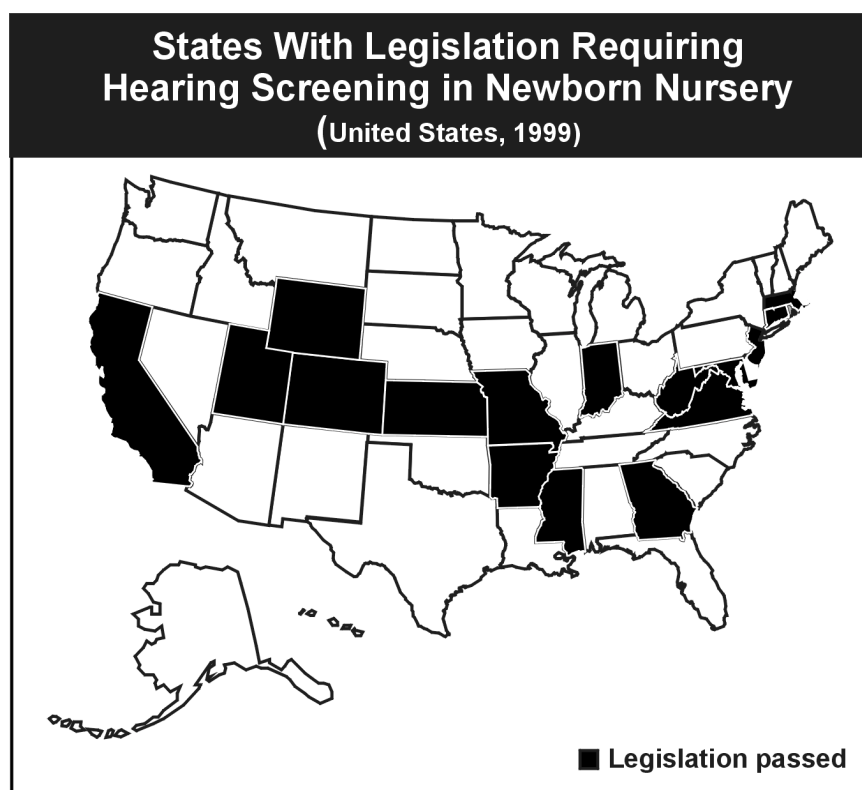 States With Legislation Requiring
Hearing Screening in Newborn Nursery
(United States, 1999)
Legislation passed